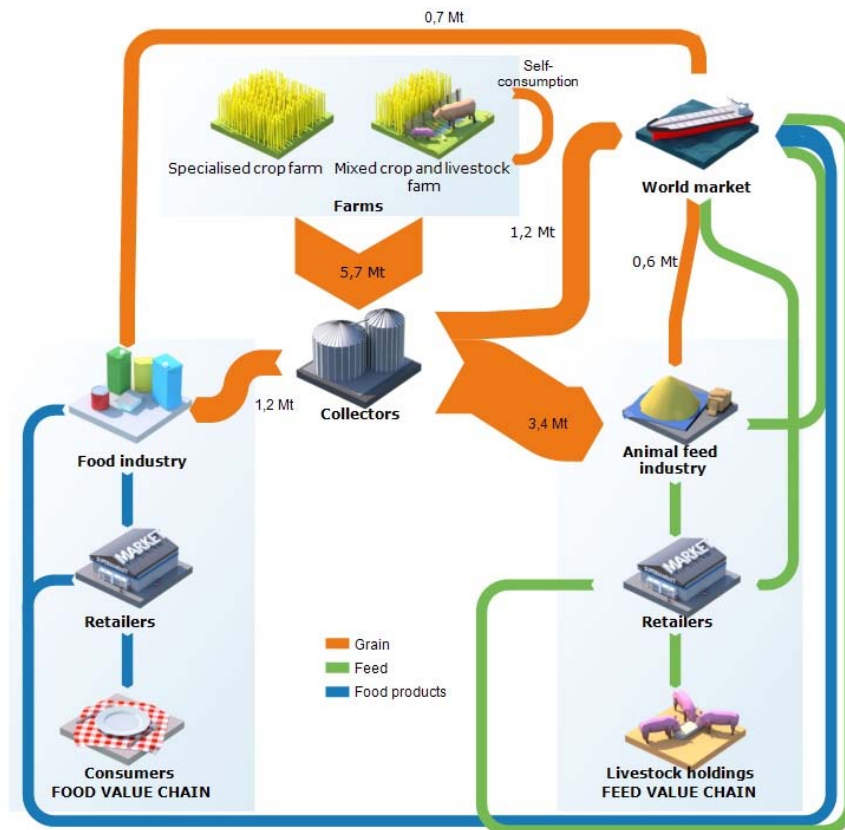 0,7 Mt
Self-
consumption
Specialised crop farm
Mixed crop and livestock
farm
Farms
World market
1,2 Mt
5,7 Mt
0,6 Mt
Collectors
1,2 Mt
3,4 Mt
Food industry
Animal feed
industry
MARKET
SUPERMARKET
Retailers
MARKET
SUPERMARKET
Retailers
Grain
Feed
Food products
Consumers
FOOD VALUE CHAIN
Livestock holdings
FEED VALUE CHAIN